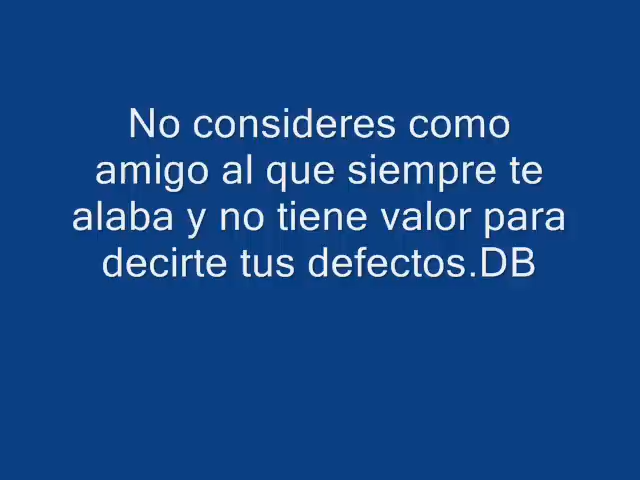 No consideres como
amigo al que siempre te
alaba y no tiene valor para
decirte tus defectos.DB